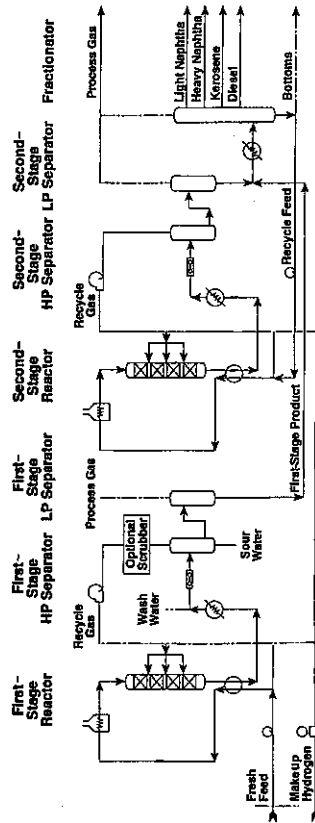 First-
Stage
Reactor
First-
Stage
HP Separator
First-
Stage
LP Separator
Second-
Stage
Reactor
Second-
Stage
HP Separator
Second-
Stage
LP Separator
Fractionator
Recycle
Gas
Optional
Scrubber
Process Gas
Recycle
Gas
Process Gas
Light Naphtha
Heavy Naphtha
Kerosene
Diesel
Wash
Water
Sour
Water
First-Stage Product
Recycle Feed
Bottoms
Fresh
Feed
Makeup
Hydrogen